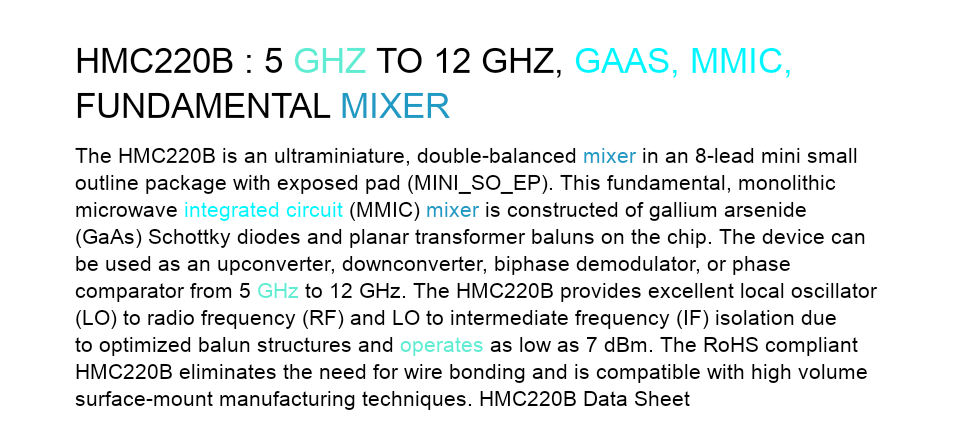 HMC220B : 5 GHZ TO 12 GHZ, GAAS, MMIC,
FUNDAMENTAL MIXER
The HMC220B is an ultraminiature, double-balanced mixer in an 8-lead mini small
outline package with exposed pad (MINI_SO_EP). This fundamental, monolithic
microwave integrated circuit (MMIC) mixer is constructed of gallium arsenide
(GaAs) Schottky diodes and planar transformer baluns on the chip. The device can
be used as an upconverter, downconverter, biphase demodulator, or phase
comparator from 5 GHz to 12 GHz. The HMC220B provides excellent local oscillator
(LO) to radio frequency (RF) and LO to intermediate frequency (IF) isolation due
to optimized balun structures and operates as low as 7 dBm. The RoHS compliant
HMC220B eliminates the need for wire bonding and is compatible with high volume
surface-mount manufacturing techniques. HMC220B Data Sheet